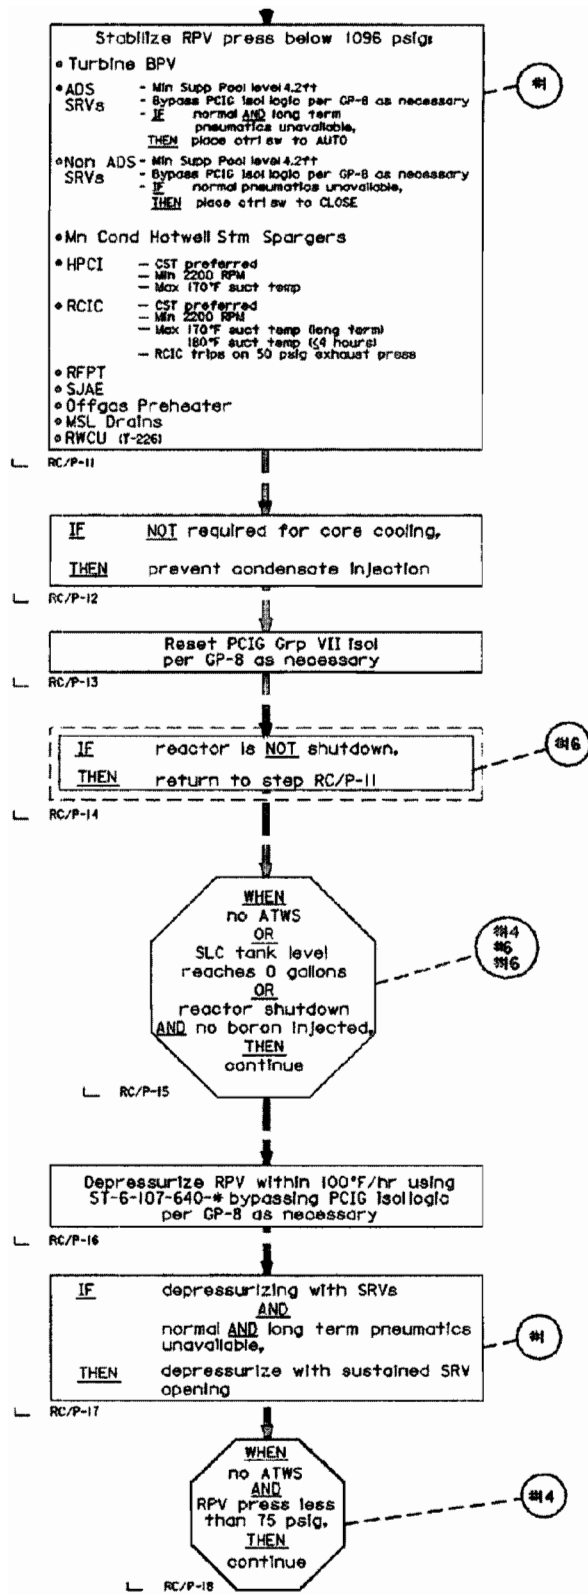 Stabilize RPV press below 1096 psig:
• Turbine BPV
• ADS SRVs - Min Supp Pool level 4.2ft
- Bypass PCIG isol logic per GP-8 as necessary
- IF normal AND long term
pneumatics unavailable,
THEN place ctrl sw to AUTO
• Non ADS SRVs - Min Supp Pool level 4.2ft
- Bypass PCIG isol logic per GP-8 as necessary
- IF normal pneumatics unavailable,
THEN place ctrl sw to CLOSE
• Mn Cond Hotwell Stm Spargers
• HPCI - CST preferred
- Min 2200 RPM
- Max 170°F suct temp
• RCIC - CST preferred
- Min 2200 RPM
- Max 170°F suct temp (long term)
180°F suct temp (≤4 hours)
- RCIC trips on 50 psig exhaust press
• RFPT
• SJAE
• Offgas Preheater
• MSL Drains
• RWCU (T-226)
RC/P-11
#1
IF NOT required for core cooling,
THEN prevent condensate injection
RC/P-12
Reset PCIG Grp VII isol
per GP-8 as necessary
RC/P-13
IF reactor is NOT shutdown,
THEN return to step RC/P-11
RC/P-14
#16
WHEN
no ATWS
OR
SLC tank level
reaches 0 gallons
OR
reactor shutdown
AND no boron injected,
THEN
continue
RC/P-15
#14
#6
#16
Depressurize RPV within 100°F/hr using
ST-6-107-640-* bypassing PCIG isol logic
per GP-8 as necessary
RC/P-16
IF depressurizing with SRVs
AND
normal AND long term pneumatics
unavailable,
THEN depressurize with sustained SRV
opening
RC/P-17
#1
WHEN
no ATWS
AND
RPV press less
than 75 psig,
THEN
continue
RC/P-18
#14